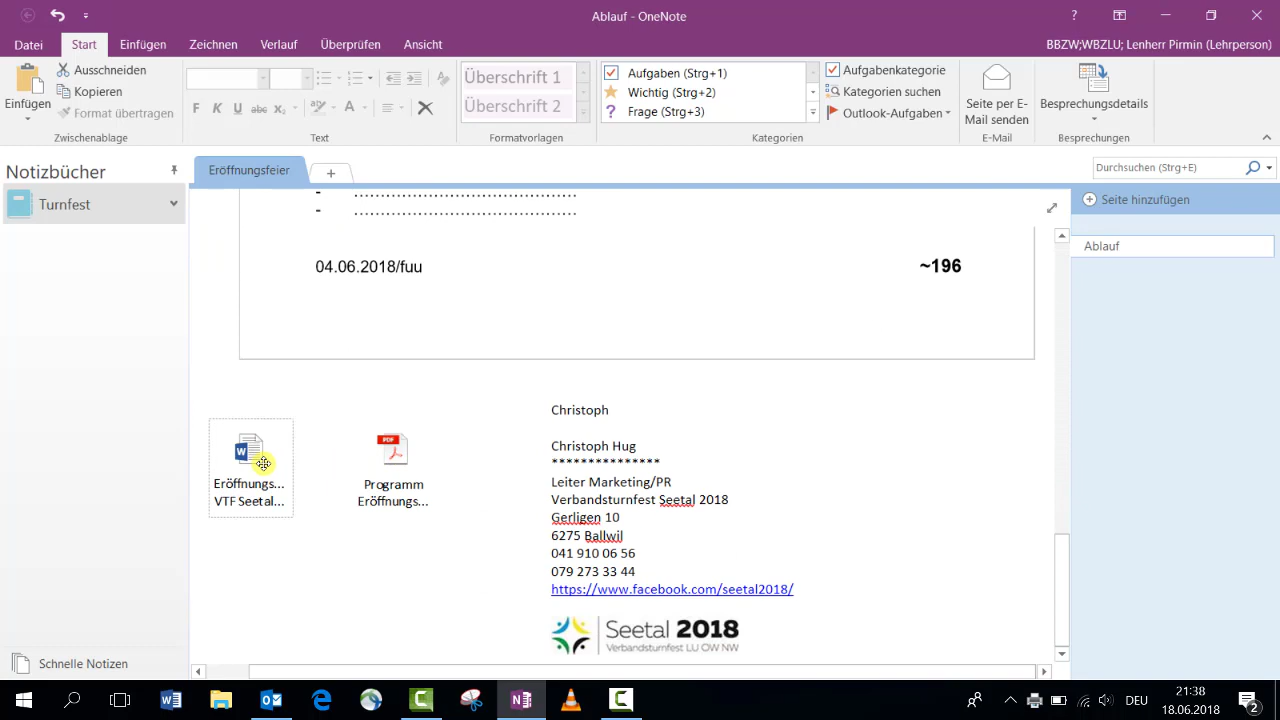 Ablauf - OneNote
?
Datei Start Einfügen Zeichnen Verlauf Überprüfen Ansicht BBZW;WBZLU; Lenherr Pirmin (Lehrperson)
Einfügen
Ausschneiden
Kopieren
Format übertragen
Zwischenablage
F K U abc x₂ A
Text
Überschrift 1
Überschrift 2
Formatvorlagen
Aufgaben (Strg+1)
Wichtig (Strg+2)
? Frage (Strg+3)
Aufgabenkategorie
Kategorien suchen
Outlook-Aufgaben
Kategorien
Seite per E-
Mail senden
E-Mail
Besprechungsdetails
Besprechungen
Notizbücher
Turnfest
Eröffnungsfeier +
Durchsuchen (Strg+E)
Seite hinzufügen
Ablauf
- ........................................
- ........................................
04.06.2018/fuu ~196
Eröffnungs...
VTF Seetal...
PDF
Programm
Eröffnungs...
Christoph
Christoph Hug
***************
Leiter Marketing/PR
Verbandsturnfest Seetal 2018
Gerligen 10
6275 Ballwil
041 910 06 56
079 273 33 44
https://www.facebook.com/seetal2018/
Seetal 2018
Verbandsturnfest LU OW NW
Schnelle Notizen
DEU
21:38
18.06.2018
2